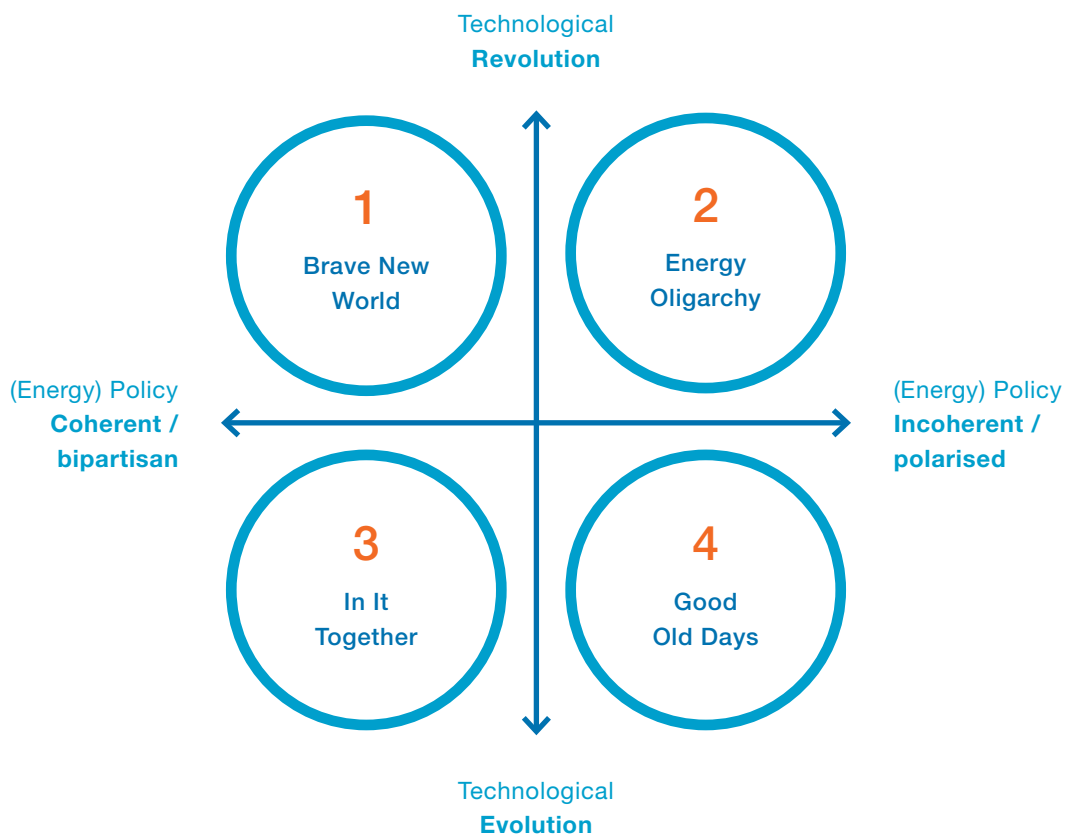 Technological
Revolution
1
Brave New
World
2
Energy
Oligarchy
(Energy) Policy
Coherent /
bipartisan
(Energy) Policy
Incoherent /
polarised
3
In It
Together
4
Good
Old Days
Technological
Evolution